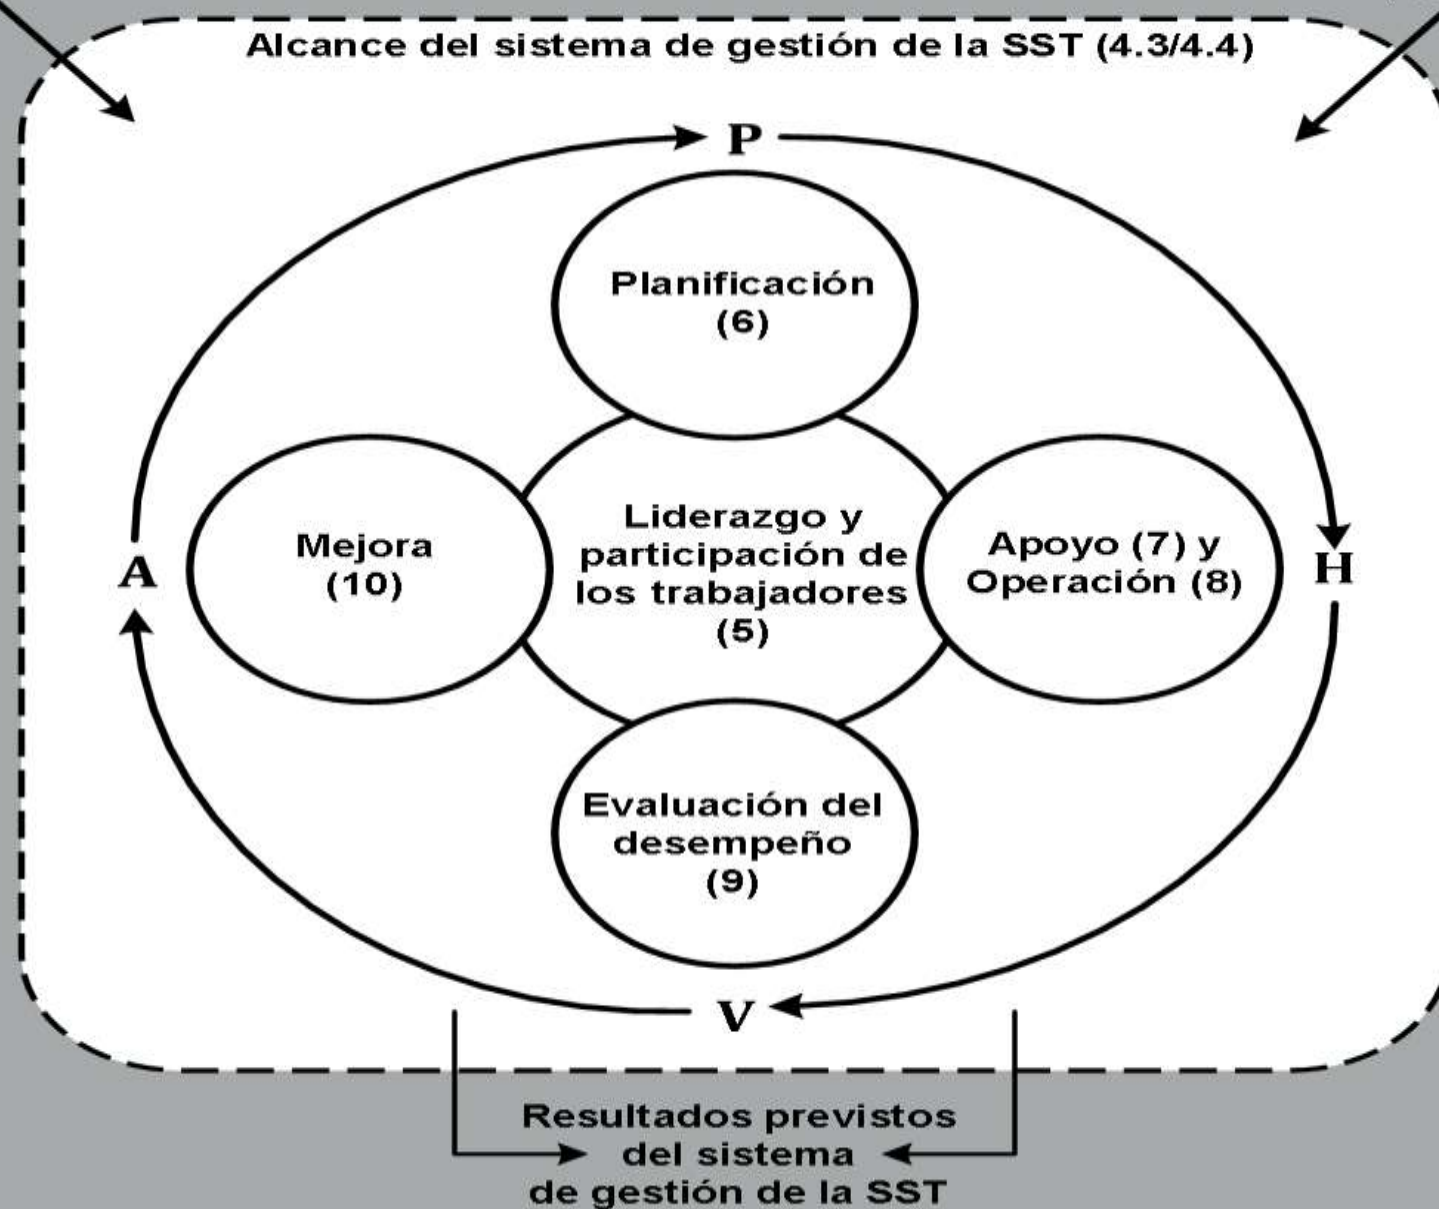 Alcance del sistema de gestión de la SST (4.3/4.4)
P
Planificación
(6)
A
Mejora
(10)
Liderazgo y
participación de
los trabajadores
(5)
Apoyo (7) y
Operación (8)
H
Evaluación del
desempeño
(9)
V
Resultados previstos
del sistema
de gestión de la SST